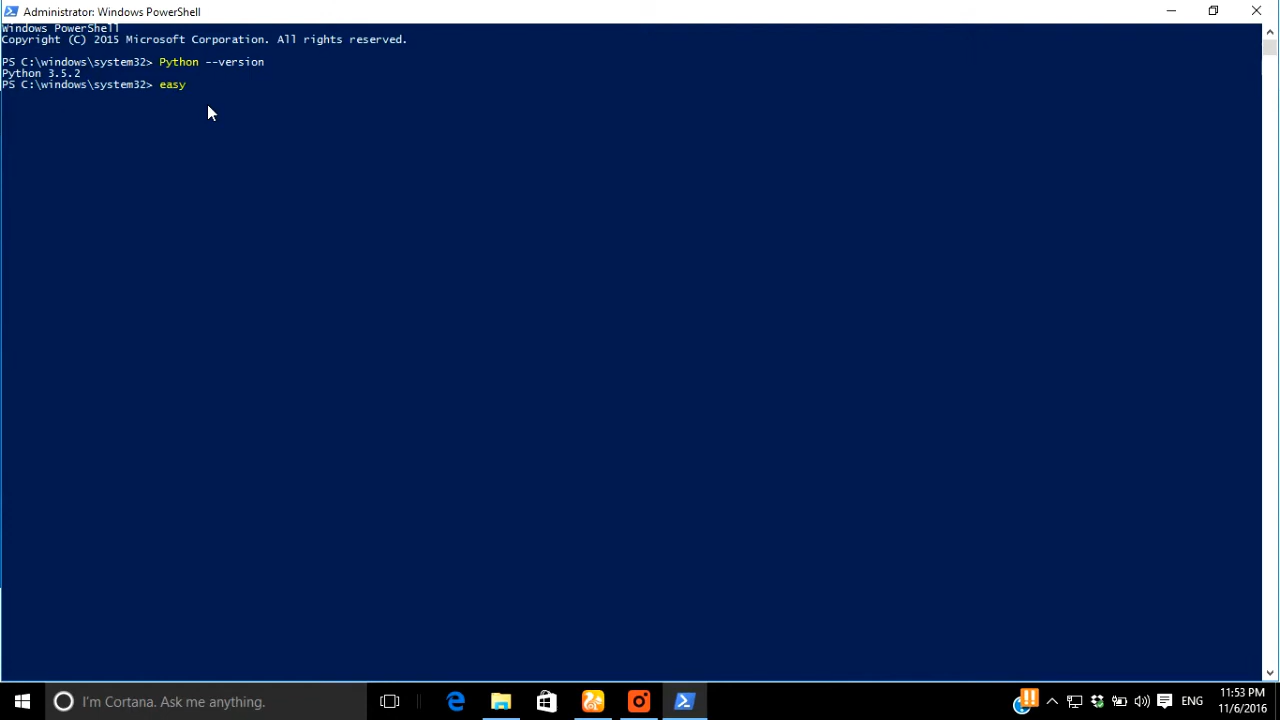 Administrator: Windows PowerShell
Windows PowerShell
Copyright (C) 2015 Microsoft Corporation. All rights reserved.
PS C:\windows\system32> Python --version
Python 3.5.2
PS C:\windows\system32> easy
I'm Cortana. Ask me anything.
ENG
11:53 PM
11/6/2016